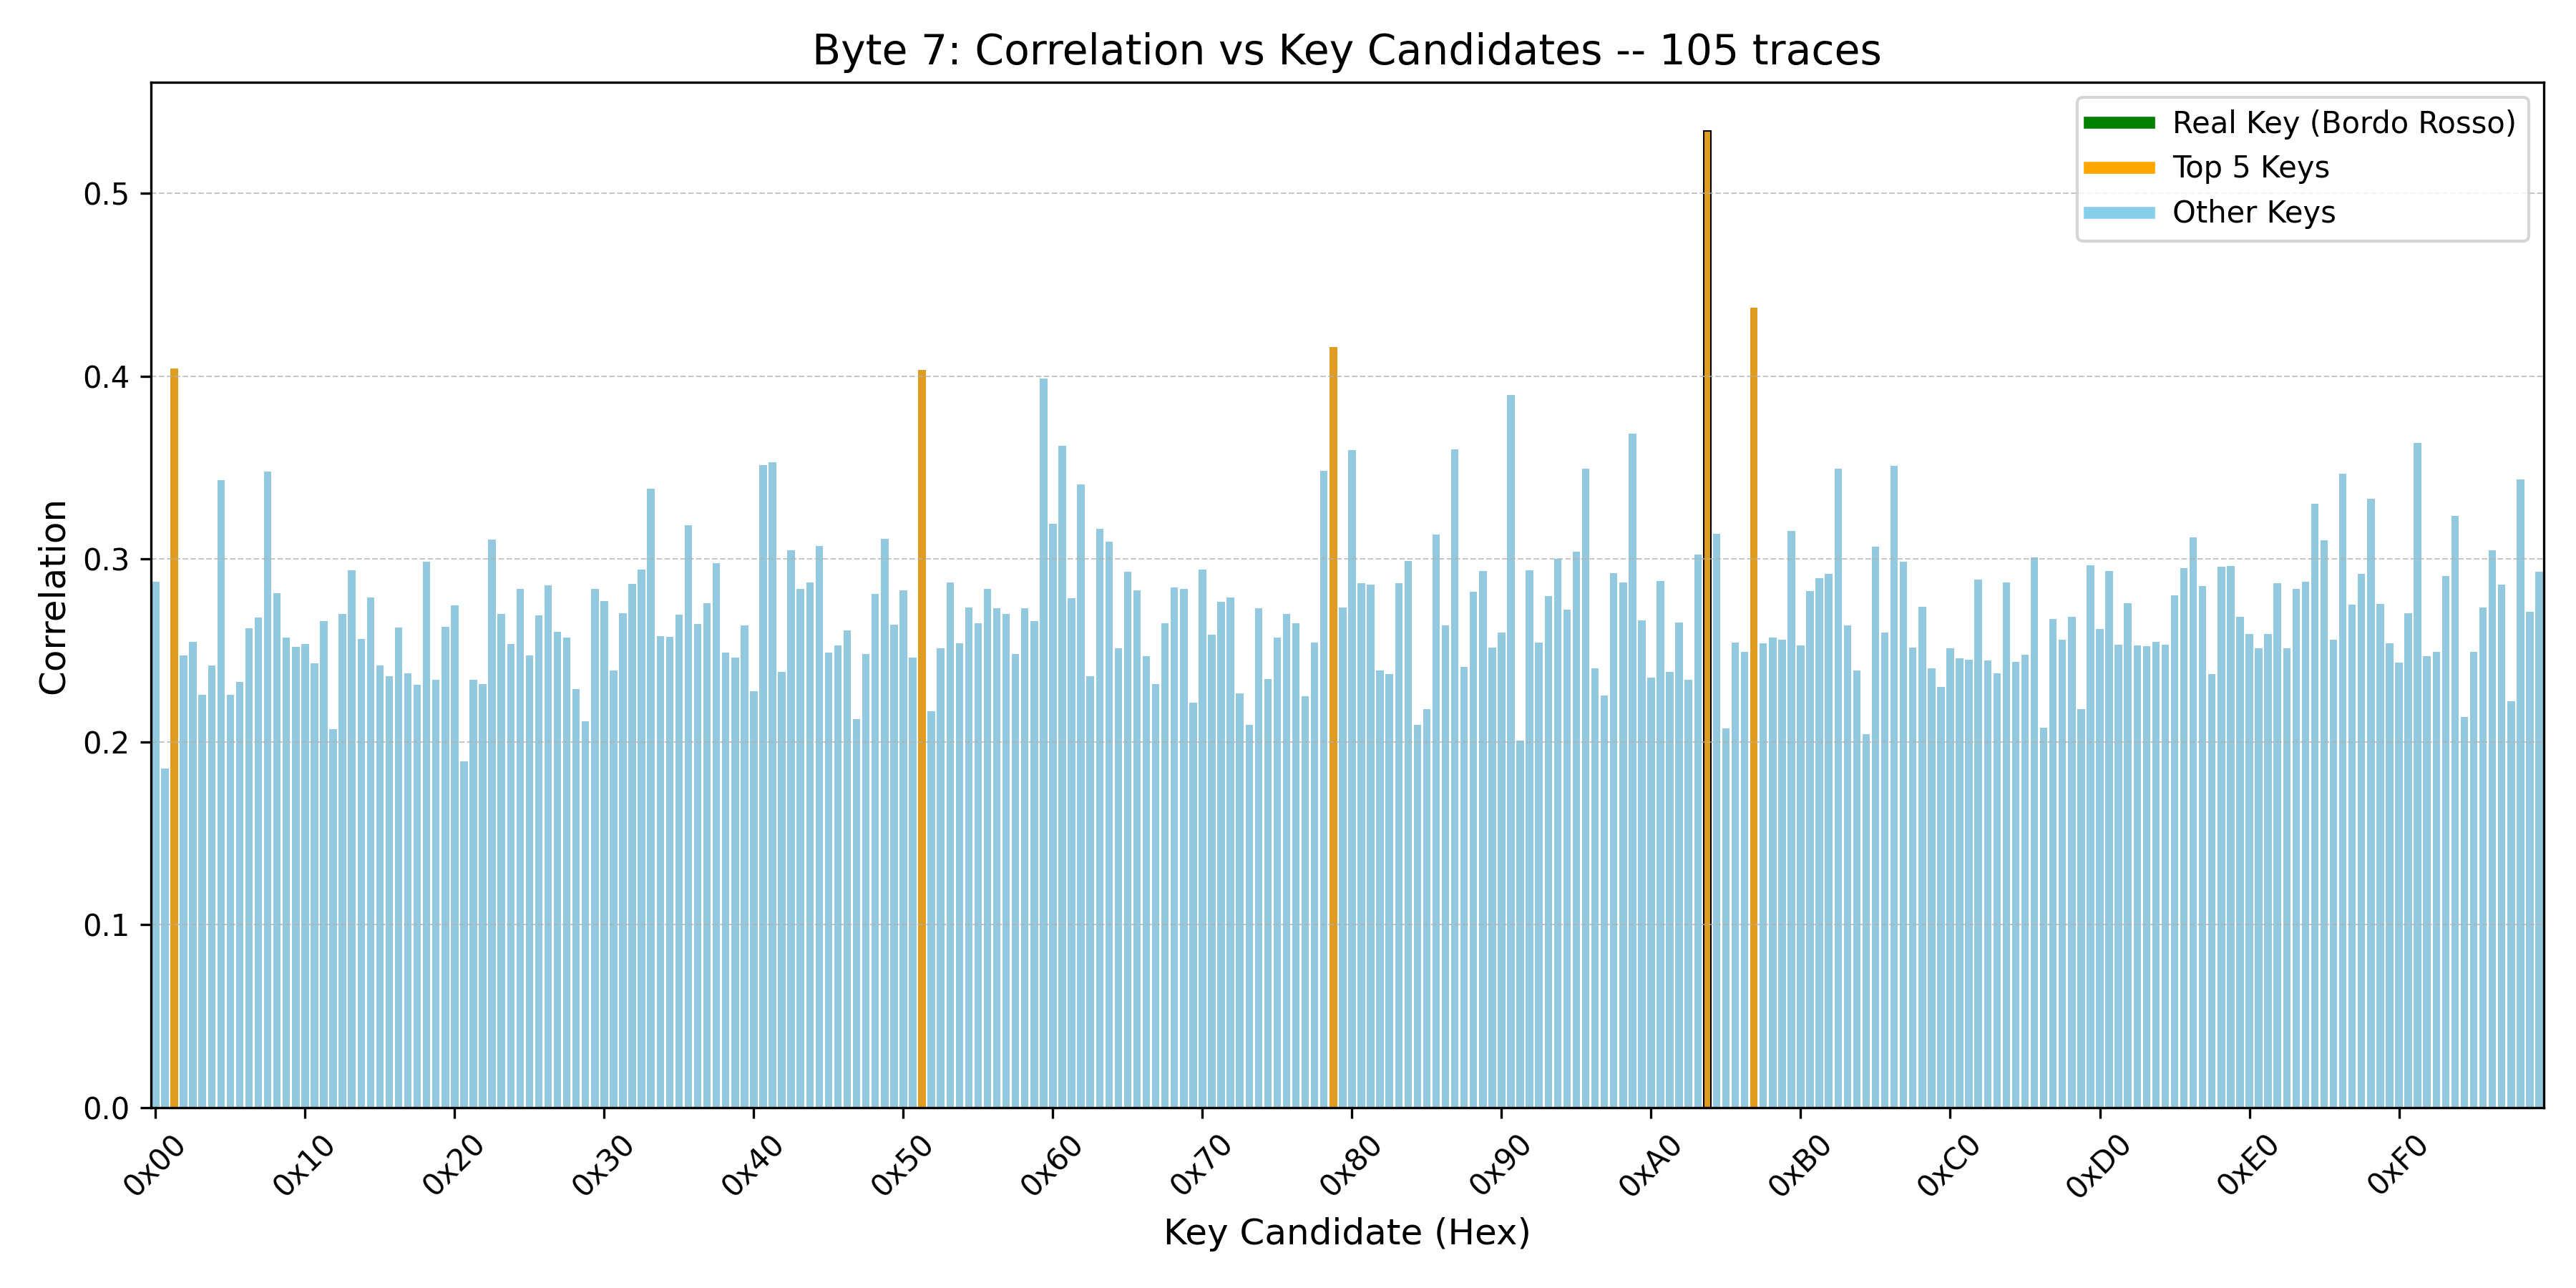 Byte 7: Correlation vs Key Candidates -- 105 traces
Real Key (Bordo Rosso)
Top 5 Keys
Other Keys
Correlation
0.5
0.4
0.3
0.2
0.1
0.0
0x00 0x10 0x20 0x30 0x40 0x50 0x60 0x70 0x80 0x90 0xA0 0xB0 0xC0 0xD0 0xE0 0xF0
Key Candidate (Hex)